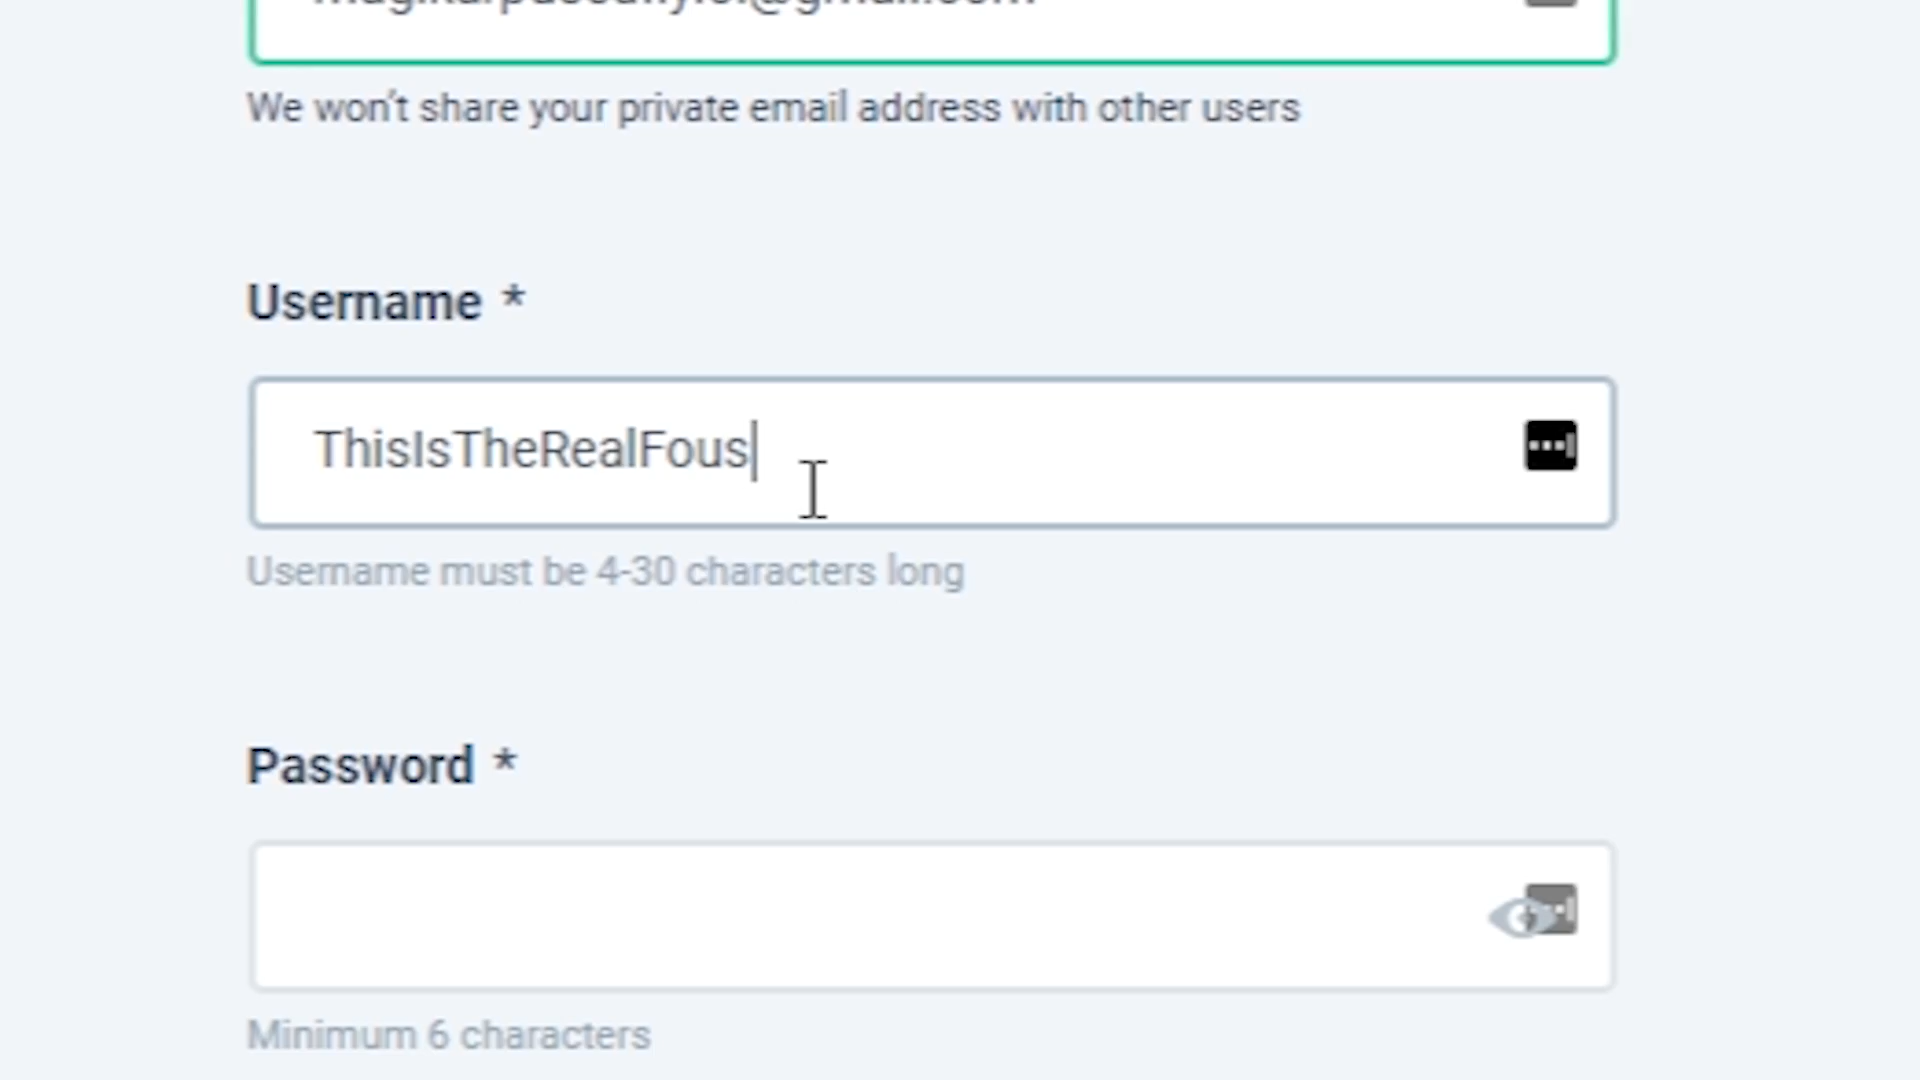 We won't share your private email address with other users
Username *
ThisIsTheRealFous
Username must be 4-30 characters long
Password *
Minimum 6 characters